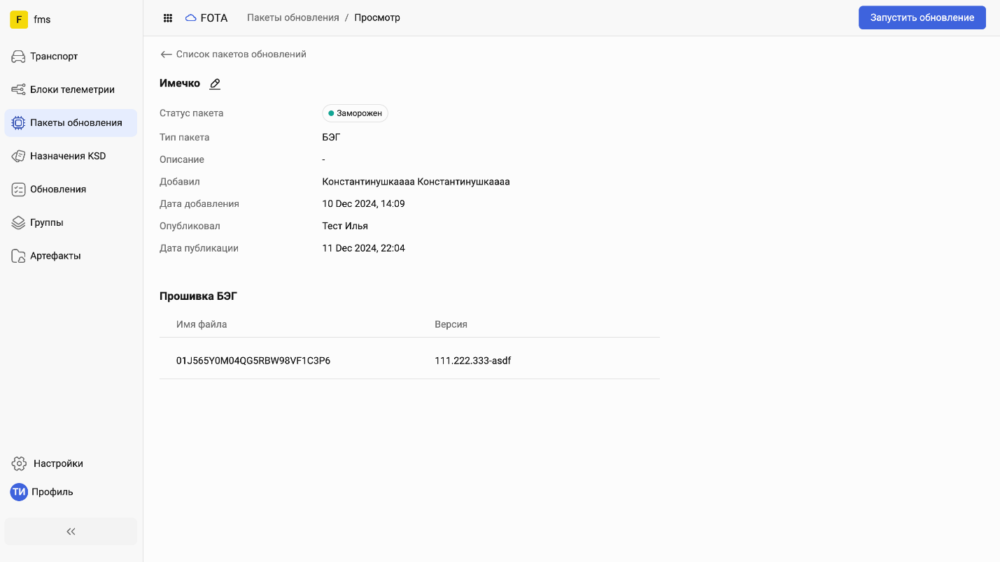 F fms
Транспорт
Блоки телеметрии
Пакеты обновления
Назначения KSD
Обновления
Группы
Артефакты
Настройки
ТИ Профиль
FOTA Пакеты обновления / Просмотр Запустить обновление
Список пакетов обновлений
Имечко
Статус пакета Заморожен
Тип пакета БЭГ
Описание -
Добавил Константинушкаааа Константинушкаааа
Дата добавления 10 Dec 2024, 14:09
Опубликовал Тест Илья
Дата публикации 11 Dec 2024, 22:04
Прошивка БЭГ
Имя файла Версия
01J565Y0M04QG5RBW98VF1C3P6 111.222.333-asdf